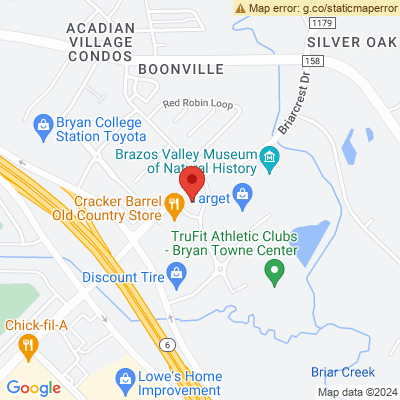 Map error: g.co/staticmaperror
ACADIAN
VILLAGE
CONDOS
1179
SILVER OAK
158
BOONVILLE
Red Robin Loop
Briarcrest Dr
Bryan College
Station Toyota
Brazos Valley Museum
of Natural History
Cracker Barrel
Old Country Store
Target
TruFit Athletic Clubs
- Bryan Towne Center
Discount Tire
Chick-fil-A
6
Lowe's Home
Improvement
Briar Creek
Google
Map data ©2024